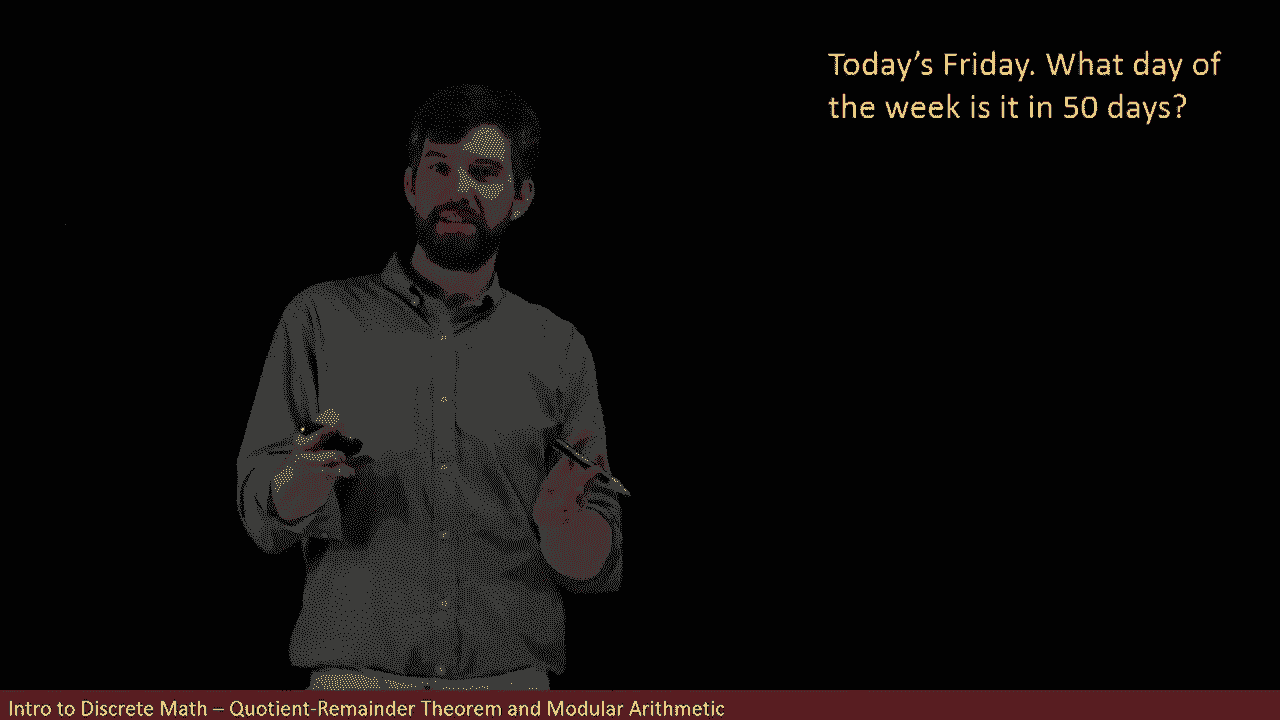 Today’s Friday. What day of
the week is it in 50 days?
Intro to Discrete Math – Quotient-Remainder Theorem and Modular Arithmetic